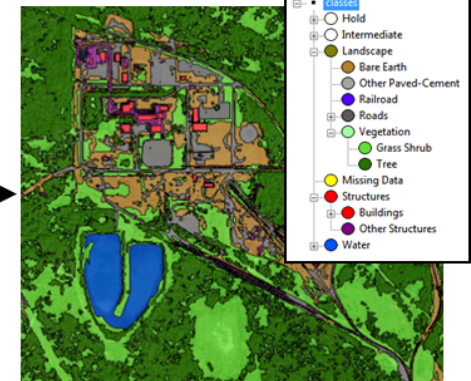 classes
Hold
Intermediate
Landscape
Bare Earth
Other Paved-Cement
Railroad
Roads
Vegetation
Grass Shrub
Tree
Missing Data
Structures
Buildings
Other Structures
Water